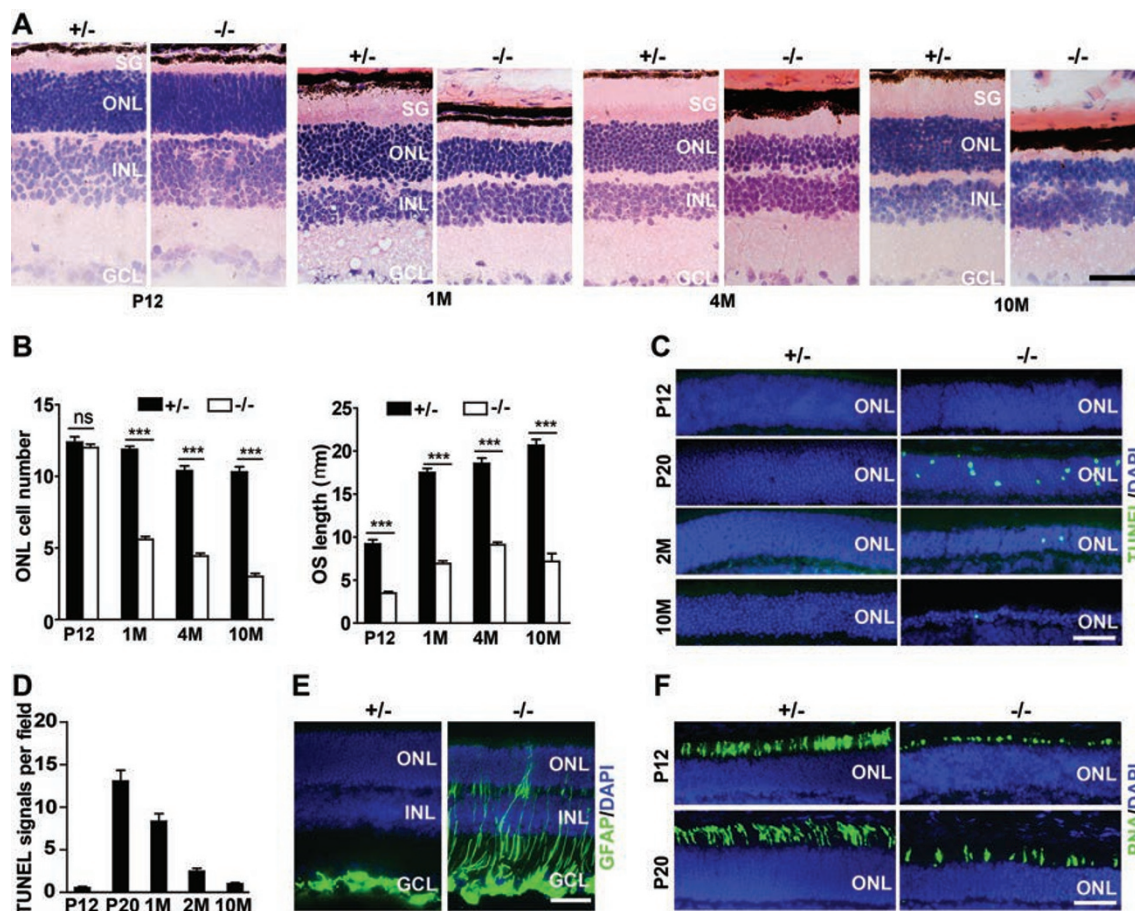 A
+/- -/- +/- -/- +/- -/- +/- -/-
SG SG SG SG
ONL ONL ONL ONL
INL INL INL INL
GCL GCL GCL GCL
P12 1M 4M 10M
B
+/- -/-
ONL cell number
15
10
5
0
ns *** *** ***
P12 1M 4M 10M
+/- -/-
OS length (mm)
25
20
15
10
5
0
*** *** *** ***
P12 1M 4M 10M
C
+/- -/-
P12 ONL ONL
P20 ONL ONL
2M ONL ONL
10M ONL ONL
TUNEL/DAPI
D
TUNEL signals per field
20
15
10
5
0
P12 P20 1M 2M 10M
E
+/- -/-
ONL ONL
INL INL
GCL GCL
GFAP/DAPI
F
+/- -/-
P12 ONL ONL
P20 ONL ONL
PNA/DAPI